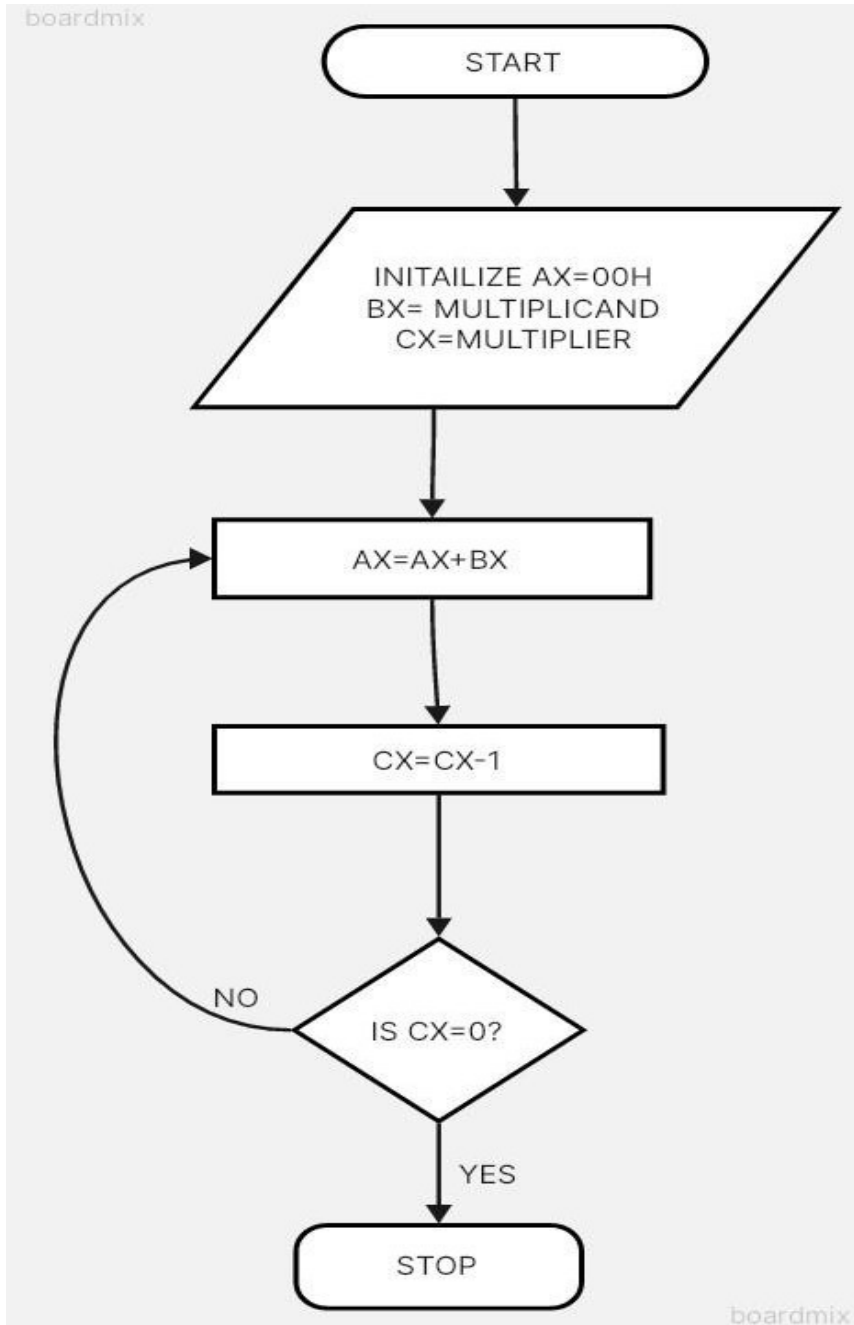 boardmix
START
INITAILIZE AX=00H
BX= MULTIPLICAND
CX=MULTIPLIER
AX=AX+BX
CX=CX-1
NO
IS CX=0?
YES
STOP
boardmix